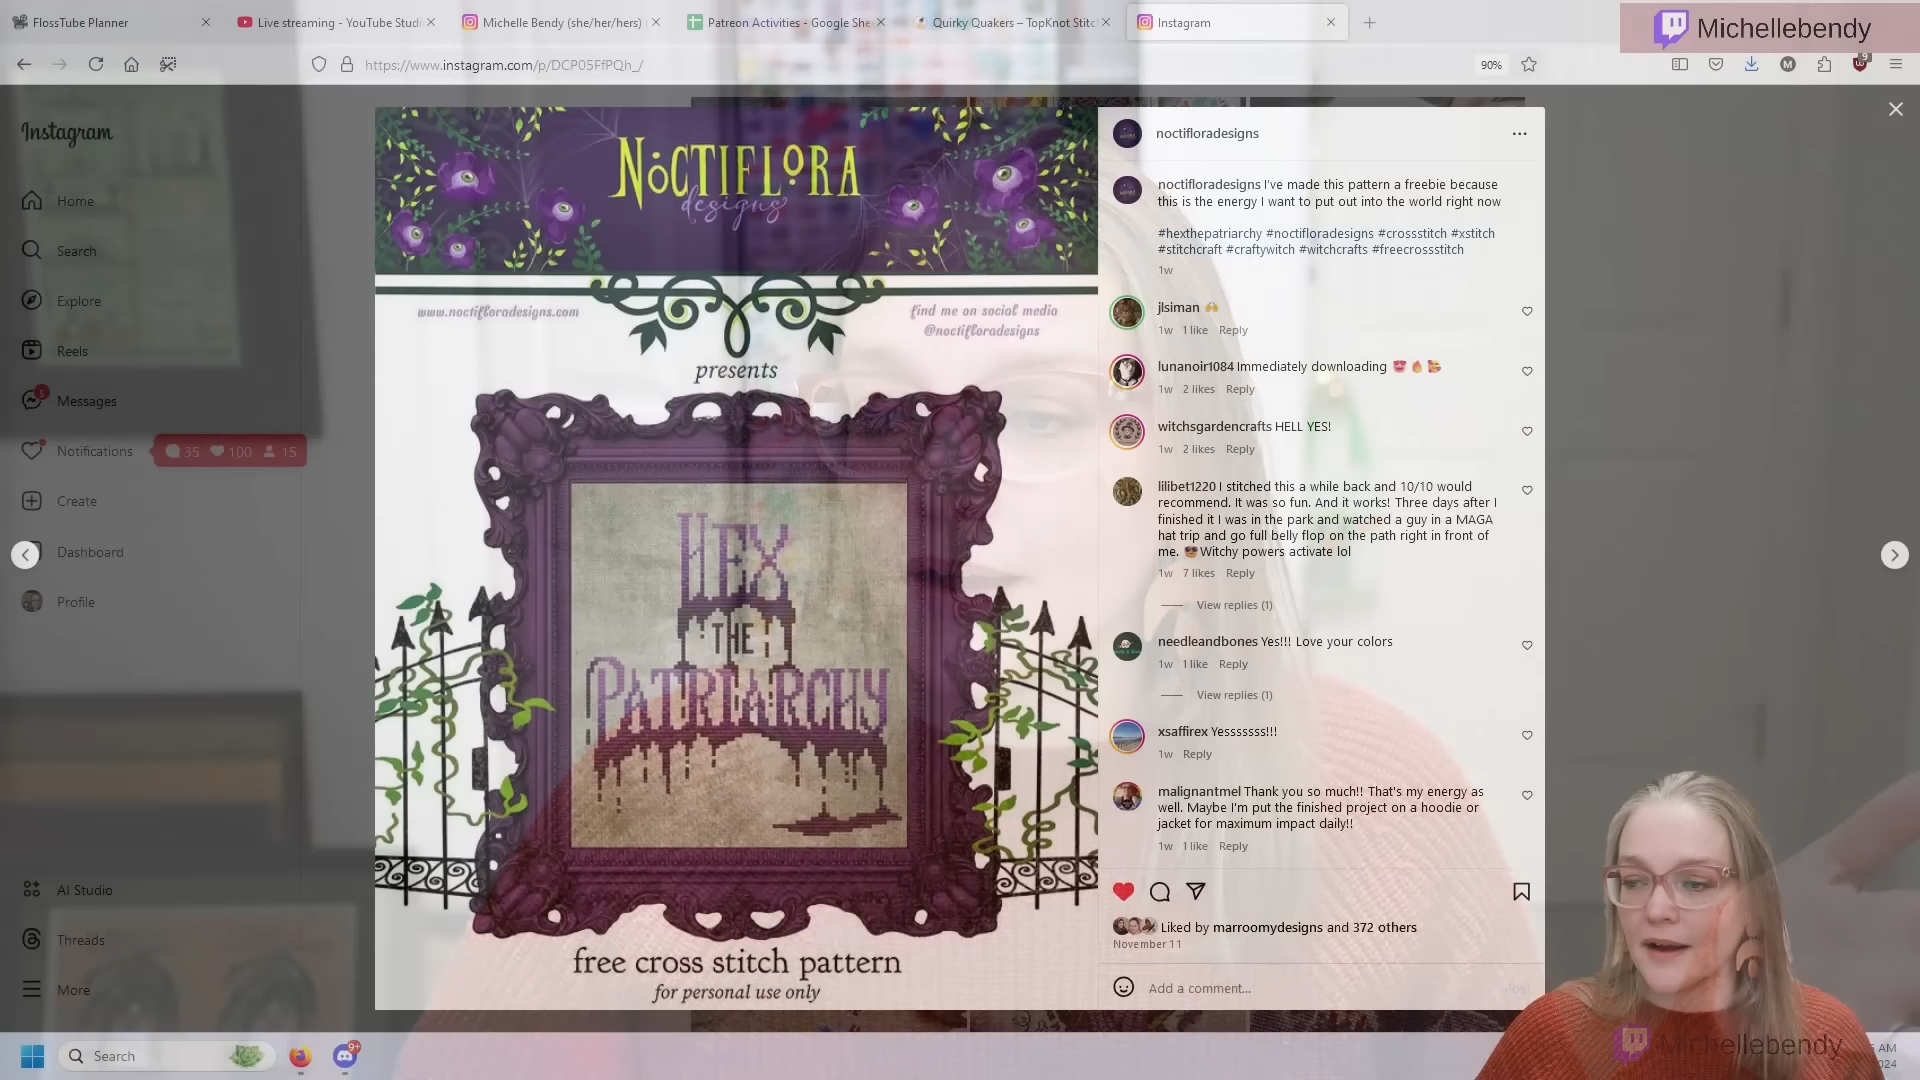 FlossTube Planner
Live streaming - YouTube Studi
Michelle Bendy (she/her/hers)
Patreon Activities - Google She
Quirky Quakers – TopKnot Stitc
Instagram
Michellebendy
https://www.instagram.com/p/DCP05FfPQh_/
90%
M
9
Instagram
Home
Search
Explore
Reels
5
Messages
Notifications
35 100 15
Create
Dashboard
Profile
AI Studio
Threads
More
NOCTIFLORA
designs
www.noctifloradesigns.com
find me on social media
@noctifloradesigns
presents
HEX
THE
PATRIARCHY
free cross stitch pattern
for personal use only
noctifloradesigns
noctifloradesigns I've made this pattern a freebie because
this is the energy I want to put out into the world right now
#hexthepatriarchy #noctifloradesigns #crossstitch #xstitch
#stitchcraft #craftywitch #witchcrafts #freecrossstitch
1w
jlsiman
1w 1 like Reply
lunanoir1084 Immediately downloading
1w 2 likes Reply
witchsgardencrafts HELL YES!
1w 2 likes Reply
lilibet1220 I stitched this a while back and 10/10 would
recommend. It was so fun. And it works! Three days after I
finished it I was in the park and watched a guy in a MAGA
hat trip and go full belly flop on the path right in front of
me. 😎Witchy powers activate lol
1w 7 likes Reply
View replies (1)
needleandbones Yes!!! Love your colors
1w 1 like Reply
View replies (1)
xsaffirex Yesssssss!!!
1w Reply
malignantmel Thank you so much!! That's my energy as
well. Maybe I'm put the finished project on a hoodie or
jacket for maximum impact daily!!
1w 1 like Reply
Liked by marroomydesigns and 372 others
November 11
Add a comment...
Post
Search
9+
Michellebendy
AM
2024